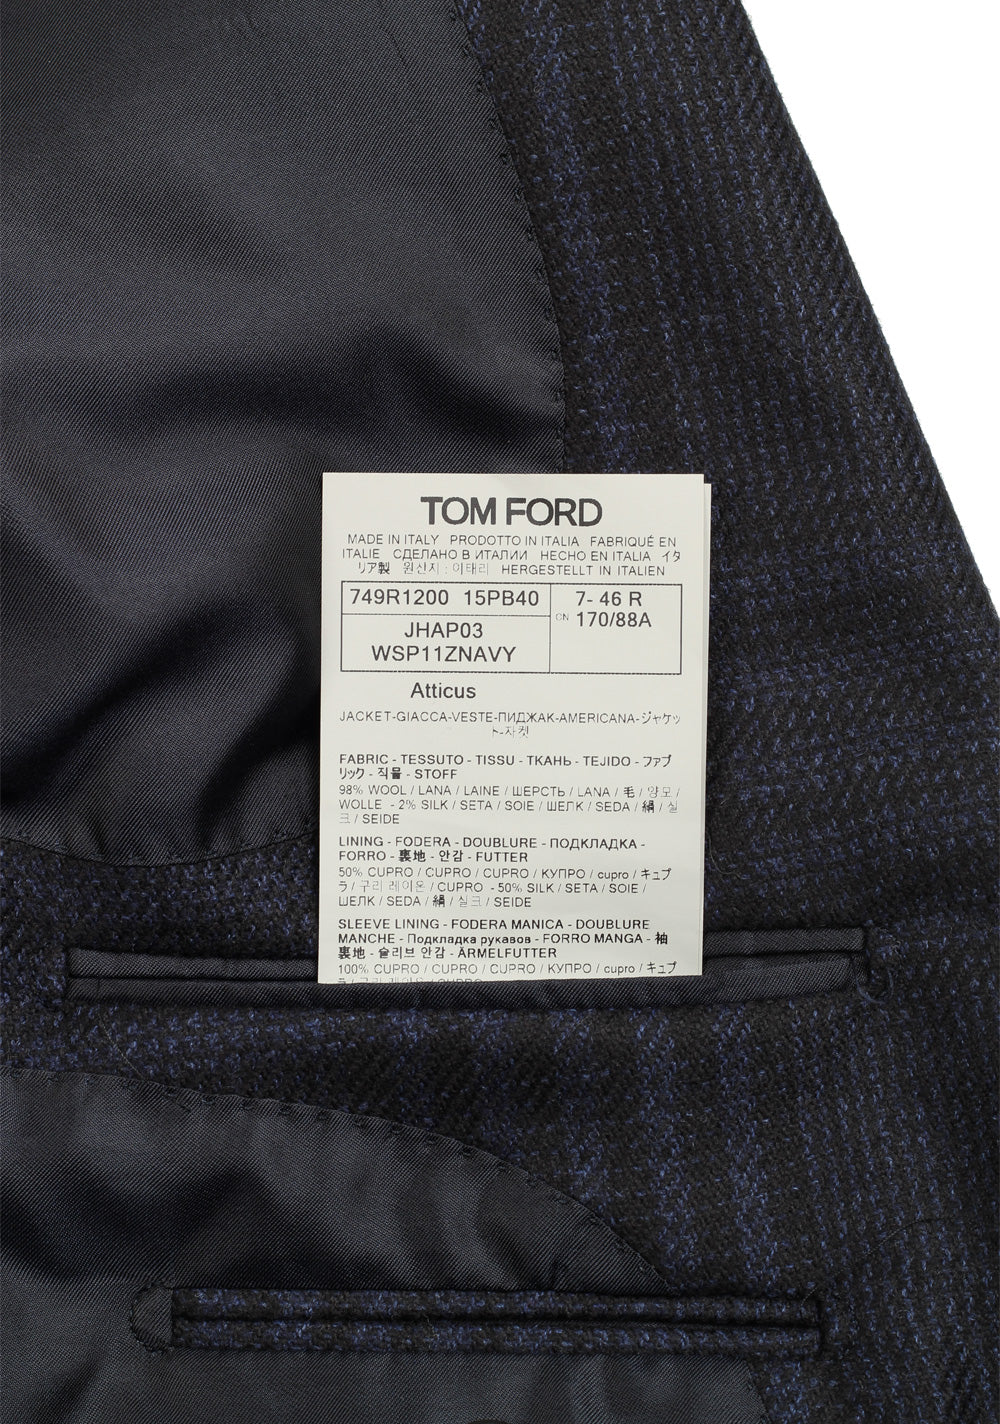 TOM FORD
MADE IN ITALY PRODOTTO IN ITALIA FABRIQUÉ EN
ITALIE СДЕЛАНО В ИТАЛИИ HECHO EN ITALIA イタ
リア製 원산지 : 이태리 HERGESTELLT IN ITALIEN
749R1200 15PB40
7- 46 R
CN 170/88A
JHAP03
WSP11ZNAVY
Atticus
JACKET-GIACCA-VESTE-ПИДЖАК-AMERICANA-ジャケッ
ト-자켓
FABRIC - TESSUTO - TISSU - ТКАНЬ - TEJIDO - ファブ
リック - 직물 - STOFF
98% WOOL / LANA / LAINE / ШЕРСТЬ / LANA / 毛 / 양모 /
WOLLE - 2% SILK / SETA / SOIE / ШЕЛК / SEDA / 絹 / 실
크 / SEIDE
LINING - FODERA - DOUBLURE - ПОДКЛАДКА -
FORRO - 裏地 - 안감 - FUTTER
50% CUPRO / CUPRO / CUPRO / КУПРО / cupro / キュプ
ラ / 구리 레이온 / CUPRO - 50% SILK / SETA / SOIE /
ШЕЛК / SEDA / 絹 / 실크 / SEIDE
SLEEVE LINING - FODERA MANICA - DOUBLURE
MANCHE - Подкладка рукавов - FORRO MANGA - 袖
裏地 - 슬리브 안감 - ÄRMELFUTTER
100% CUPRO / CUPRO / CUPRO / КУПРО / cupro / キュプ
ラ / 구리 레이온 / CUPRO